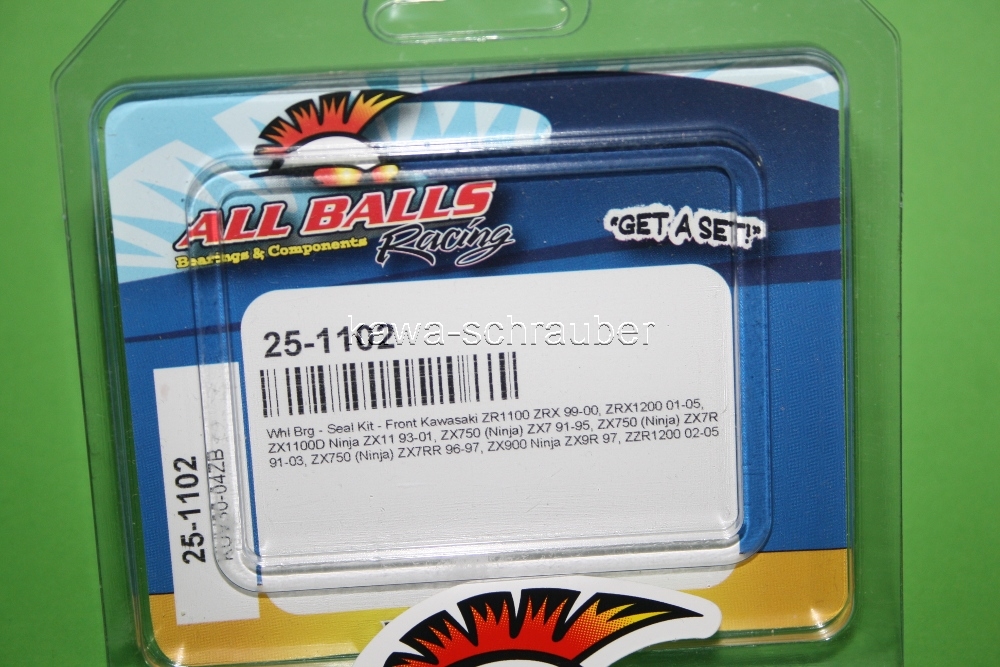 ALL BALLS
Racing
Bearings & Components
"GET A SET!"
25-1102
kawa-schrauber
Whl Brg - Seal Kit - Front Kawasaki ZR1100 ZRX 99-00, ZRX1200 01-05,
ZX1100D Ninja ZX11 93-01, ZX750 (Ninja) ZX7 91-95, ZX750 (Ninja) ZX7R
91-03, ZX750 (Ninja) ZX7RR 96-97, ZX900 Ninja ZX9R 97, ZZR1200 02-05
25-1102